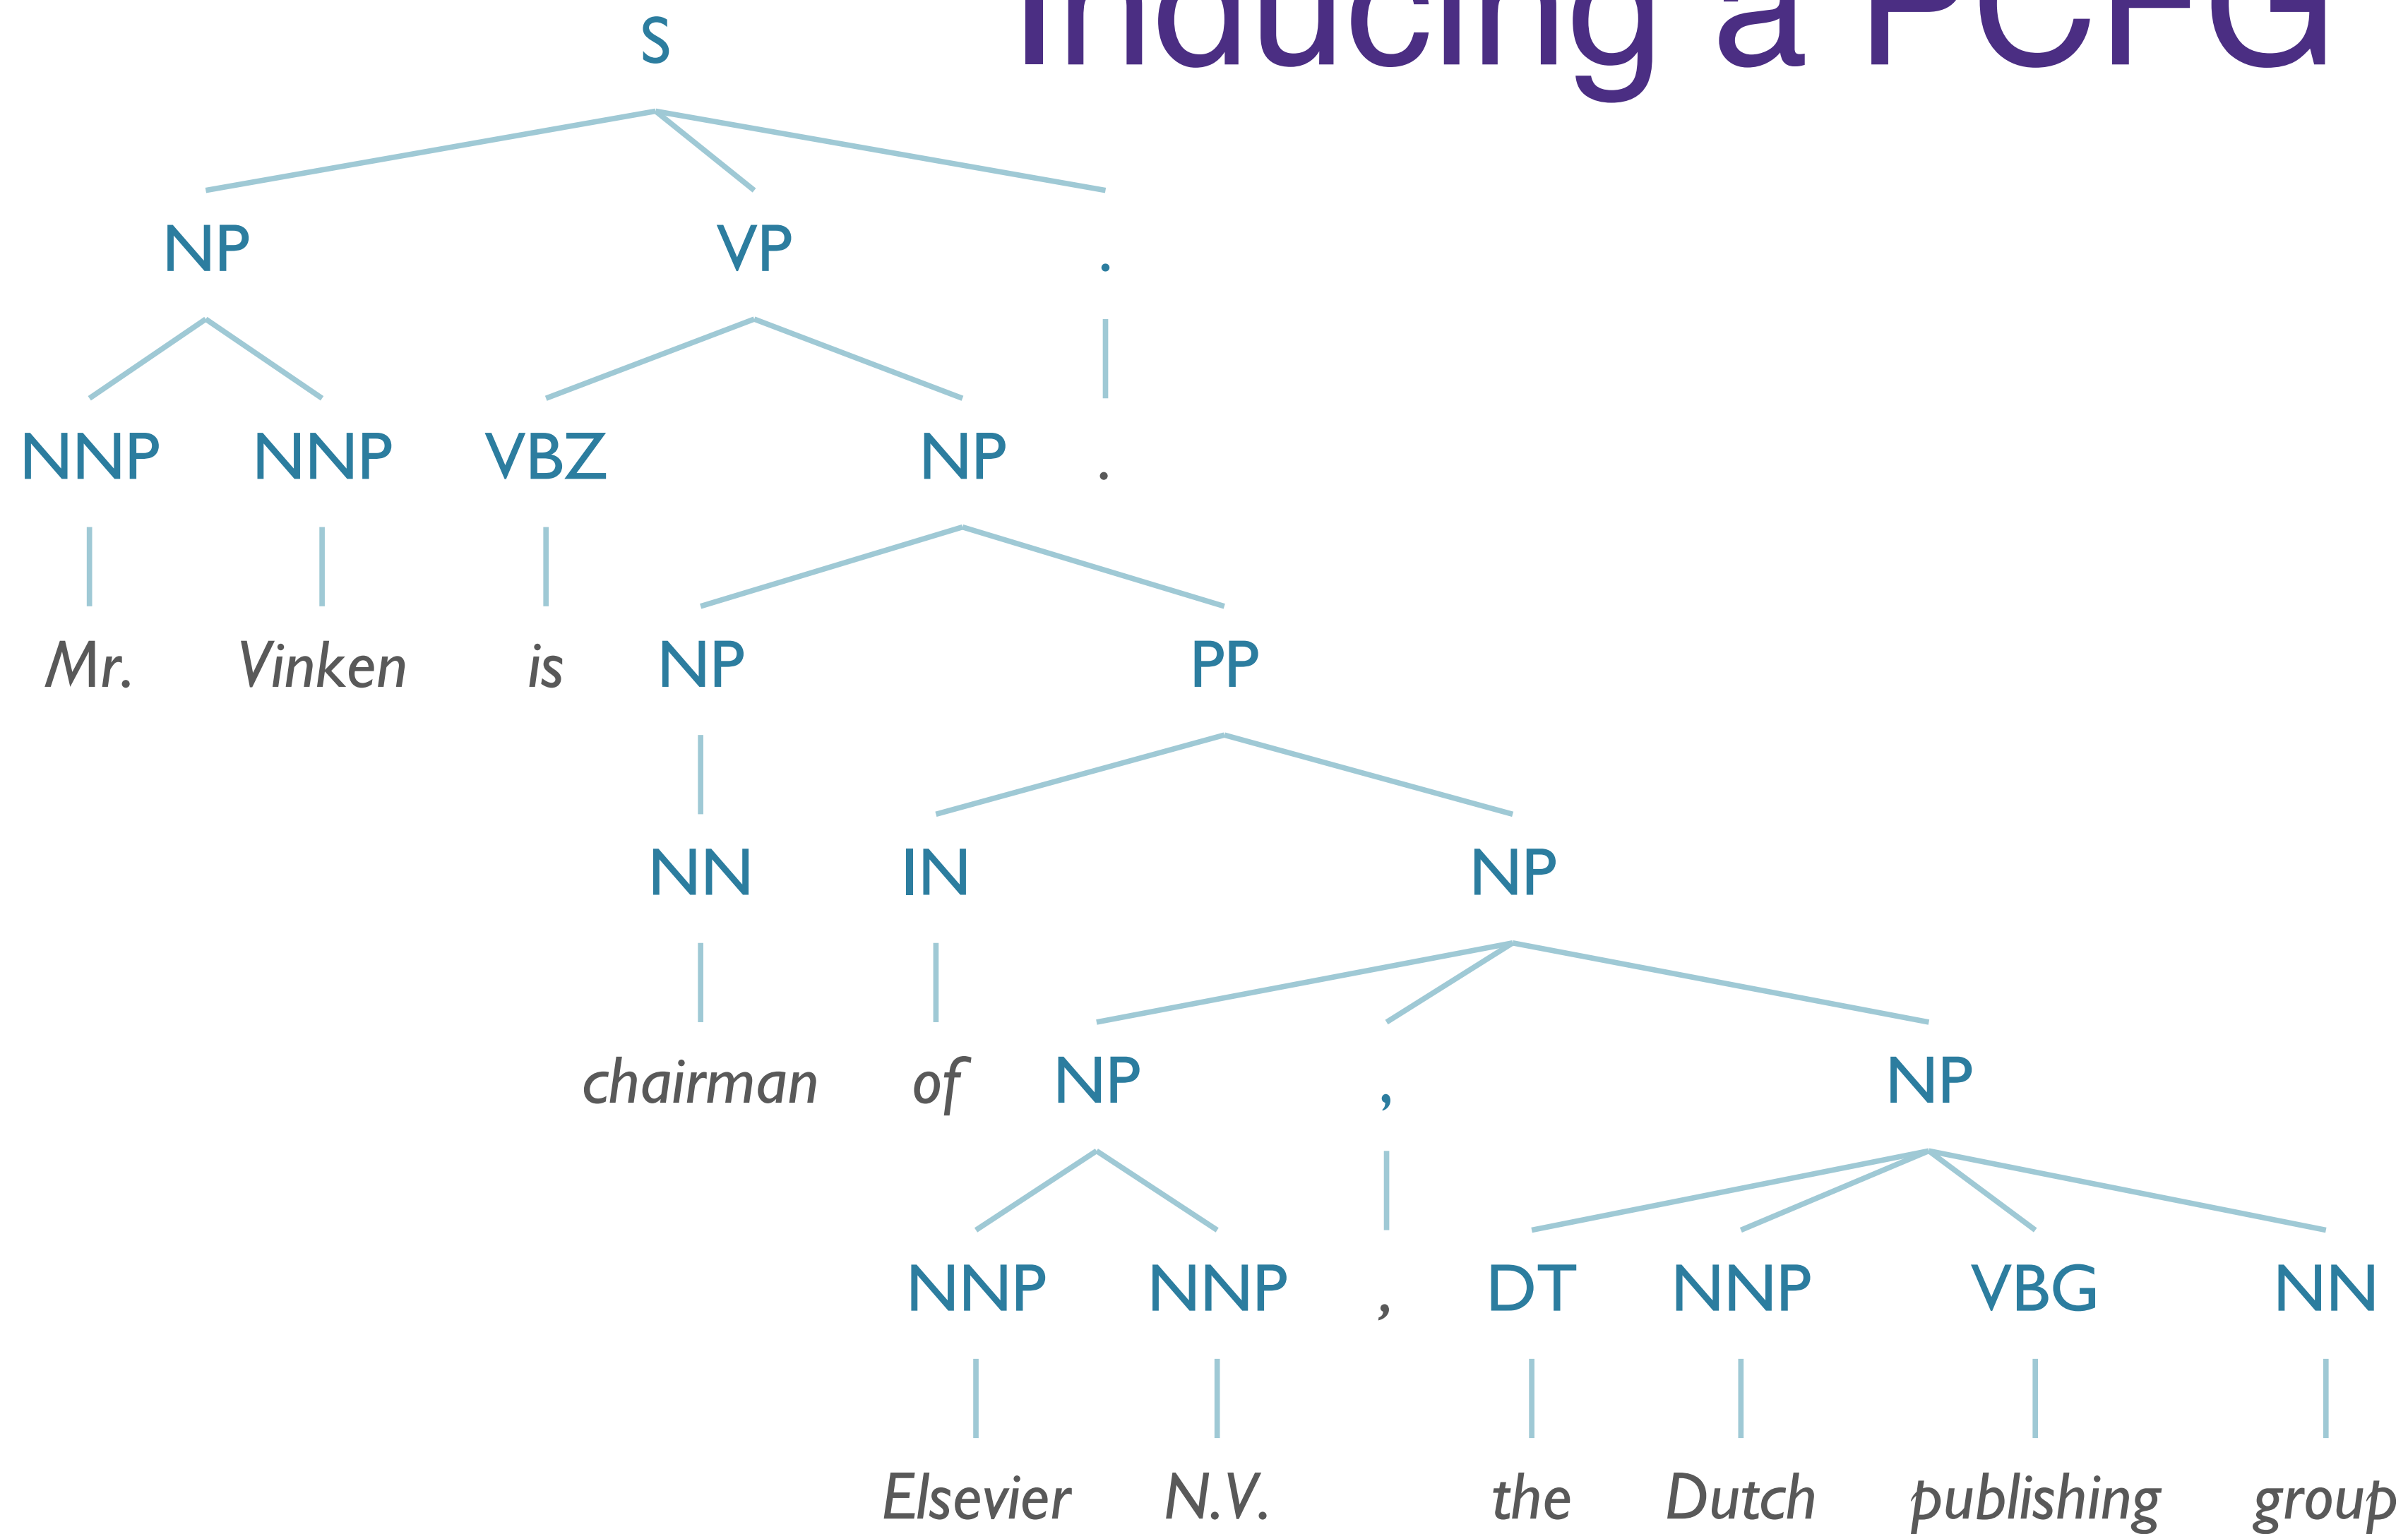 Inducing a PCFG
S
NP VP .
NNP NNP VBZ NP .
Mr. Vinken is NP PP
NN IN NP
chairman of NP , NP
NNP NNP , DT NNP VBG NN
Elsevier N.V. the Dutch publishing group